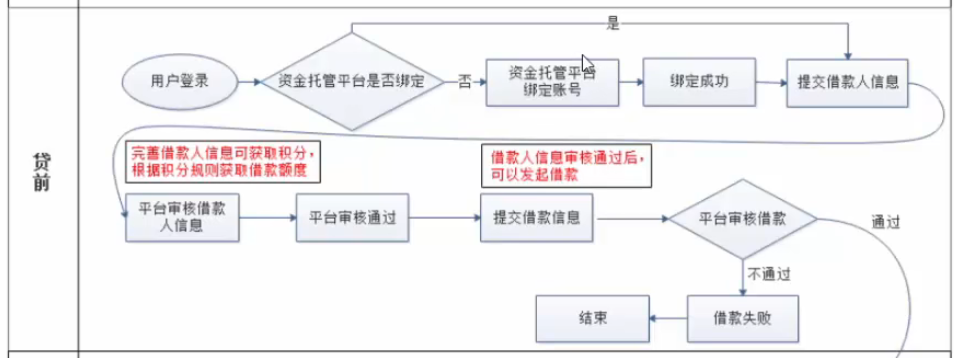 是
用户登录
资金托管平台是否绑定
否
资金托管平台
绑定账号
绑定成功
提交借款人信息
贷
前
完善借款人信息可获取积分，
根据积分规则获取借款额度
借款人信息审核通过后，
可以发起借款
平台审核借款
人信息
平台审核通过
提交借款信息
平台审核借款
通过
不通过
结束
借款失败